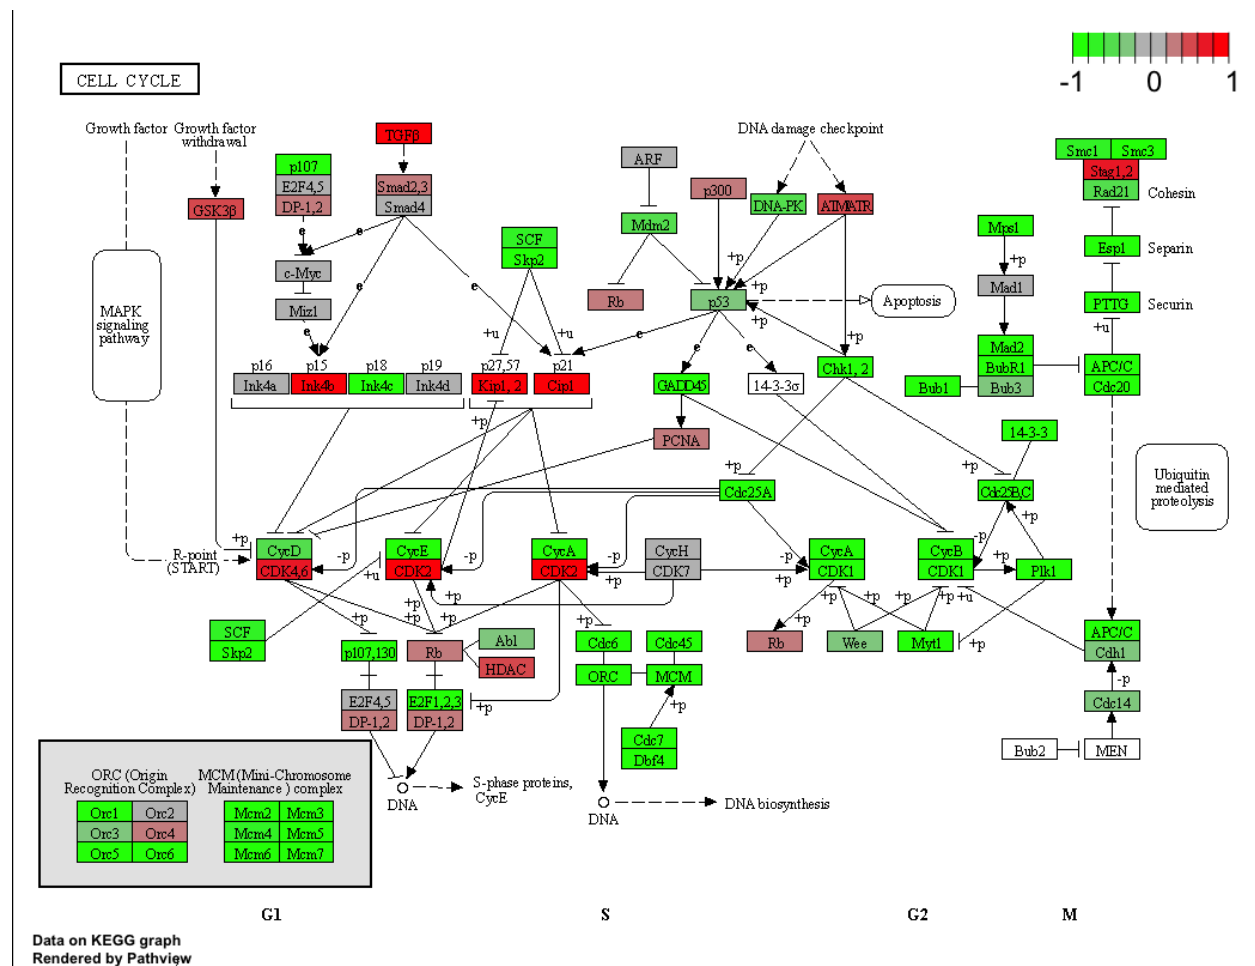 -1 0 1
CELL CYCLE
Growth factor
Growth factor
withdrawal
TGFβ
DNA damage checkpoint
Smc1 Smc3
Stag1,2
Rad21
Cohesin
p107
E2F4,5
DP-1,2
Smad2,3
Smad4
ARF
p300
DNA-PK
ATMATR
GSK3β
Mdm2
SCF
Skp2
Mps1
+p
Mad1
Esp1
Separin
e
e
e
c-Myc
Miz1
e
e
e
+p
+p
Rb
p53
Apoptosis
+p
PTTG
Securin
+u
MAPK
signaling
pathway
+u
+u
e
e
e
+p
Mad2
BubR1
Bub3
Bub1
APC/C
Cdc20
p16
Ink4a
p15
Ink4b
p18
Ink4c
p19
Ink4d
p27,57
Kip1, 2
p21
Cip1
GADD45
14-3-3σ
Chk1, 2
+p
PCNA
14-3-3
+p
+p
Cdc25A
Cdc25B,C
Ubiquitin
mediated
proteolysis
R-point
(START)
+p
CycD
CDK4,6
-p
CycE
CDK2
-p
+u
CycA
CDK2
-p
+p
CycH
CDK7
-p
+p
CycA
CDK1
CycB
CDK1
-p
+p
+p
Plk1
SCF
Skp2
+p
+p
+p
+p
+p
+p
+p
+p
+u
+p
p107,130
Rb
Abl
HDAC
Cdc6
Cdc45
ORC
MCM
Rb
Wee
Myt1
APC/C
Cdh1
-p
Cdc14
E2F4,5
DP-1,2
E2F1,2,3
DP-1,2
+p
+p
Cdc7
Dbf4
Bub2
MEN
DNA
S-phase proteins,
CycE
DNA
DNA biosynthesis
ORC (Origin
Recognition Complex)
MCM (Mini-Chromosome
Maintenance ) complex
Orc1 Orc2
Orc3 Orc4
Orc5 Orc6
Mcm2 Mcm3
Mcm4 Mcm5
Mcm6 Mcm7
G1 S G2 M
Data on KEGG graph
Rendered by Pathview